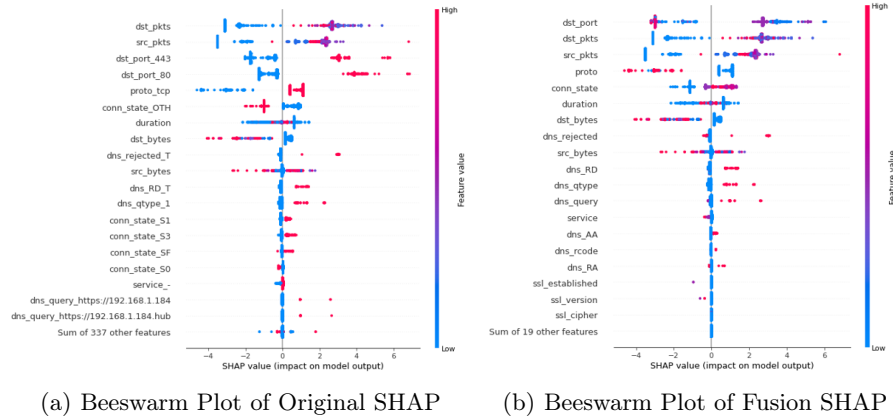 High
dst_pkts
src_pkts
dst_port_443
dst_port_80
proto_tcp
conn_state_OTH
duration
dst_bytes
dns_rejected_T
src_bytes
dns_RD_T
dns_qtype_1
conn_state_S1
conn_state_S3
conn_state_SF
conn_state_S0
service_-
dns_query_https://192.168.1.184
dns_query_https://192.168.1.184.hub
Sum of 337 other features
Feature value
Low
−4 −2 0 2 4 6
SHAP value (impact on model output)
(a) Beeswarm Plot of Original SHAP
High
dst_port
dst_pkts
src_pkts
proto
conn_state
duration
dst_bytes
dns_rejected
src_bytes
dns_RD
dns_qtype
dns_query
service
dns_AA
dns_rcode
dns_RA
ssl_established
ssl_version
ssl_cipher
Sum of 19 other features
Feature value
Low
−4 −2 0 2 4 6
SHAP value (impact on model output)
(b) Beeswarm Plot of Fusion SHAP